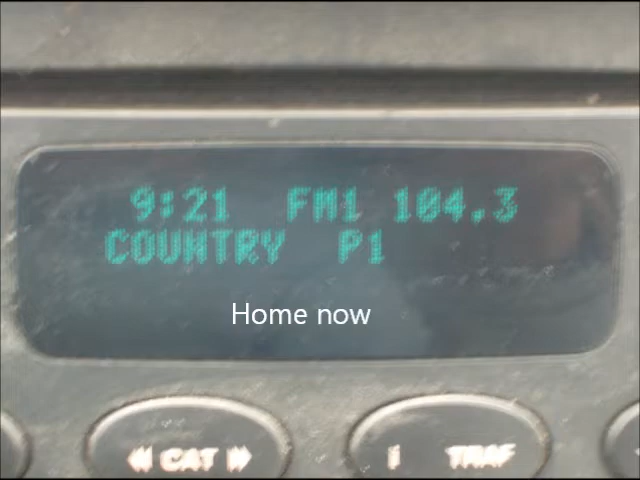 9:21 FM1 104.3
COUNTRY P1
Home now
◀◀ CAT ▶▶
i TRAF